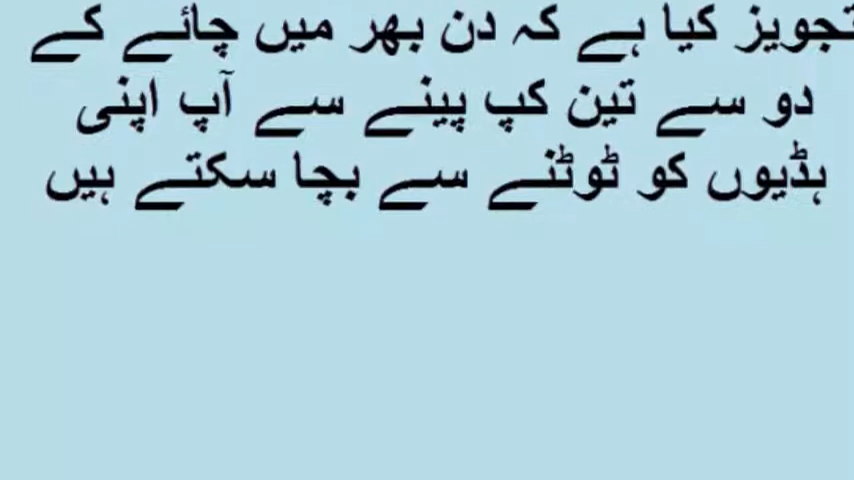 تجویز کیا ہے کہ دن بھر میں چائے کے
دو سے تین کپ پینے سے آپ اپنی
ہڈیوں کو ٹوٹنے سے بچا سکتے ہیں